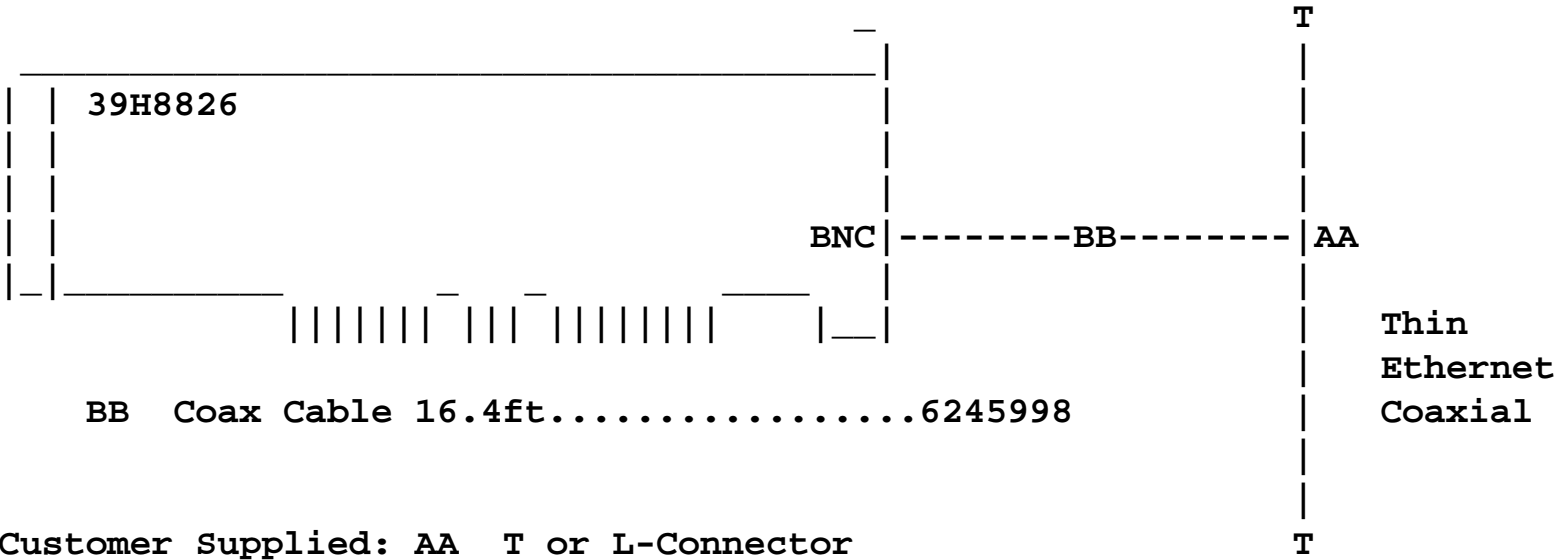 T
39H8826
BNC|--------BB--------|AA
Thin
Ethernet
BB Coax Cable 16.4ft.................6245998
Coaxial
Customer Supplied: AA T or L-Connector
T